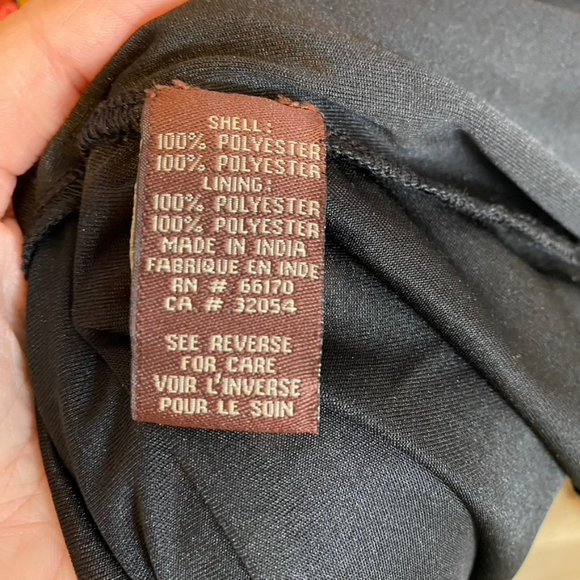 SHELL:
100% POLYESTER
100% POLYESTER
LINING:
100% POLYESTER
100% POLYESTER
MADE IN INDIA
FABRIQUE EN INDE
RN # 66170
CA # 32054
SEE REVERSE
FOR CARE
VOIR L'INVERSE
POUR LE SOIN